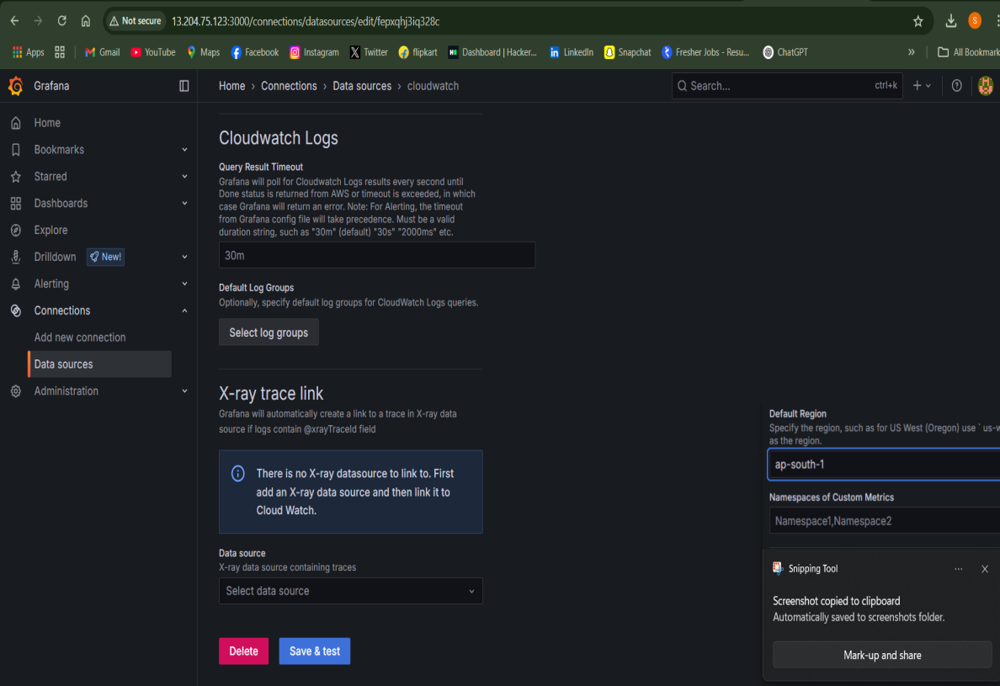 Not secure
13.204.75.123:3000/connections/datasources/edit/fepxqhj3iq328c
S
Apps
Gmail
YouTube
Maps
Facebook
Instagram
Twitter
flipkart
Dashboard | Hacker...
LinkedIn
Snapchat
Fresher Jobs - Resu...
ChatGPT
»
All Bookmark
Grafana
Home › Connections › Data sources › cloudwatch
Search...
ctrl+k
Home
Bookmarks
Starred
Dashboards
Explore
Drilldown
New!
Alerting
Connections
Add new connection
Data sources
Administration
Cloudwatch Logs
Query Result Timeout
Grafana will poll for Cloudwatch Logs results every second until
Done status is returned from AWS or timeout is exceeded, in which
case Grafana will return an error. Note: For Alerting, the timeout
from Grafana config file will take precedence. Must be a valid
duration string, such as "30m" (default) "30s" "2000ms" etc.
30m
Default Log Groups
Optionally, specify default log groups for CloudWatch Logs queries.
Select log groups
X-ray trace link
Grafana will automatically create a link to a trace in X-ray data
source if logs contain @xrayTraceId field
There is no X-ray datasource to link to. First
add an X-ray data source and then link it to
Cloud Watch.
Data source
X-ray data source containing traces
Select data source
Delete
Save & test
Default Region
Specify the region, such as for US West (Oregon) use ` us-w
as the region.
ap-south-1
Namespaces of Custom Metrics
Namespace1,Namespace2
Snipping Tool
Screenshot copied to clipboard
Automatically saved to screenshots folder.
Mark-up and share